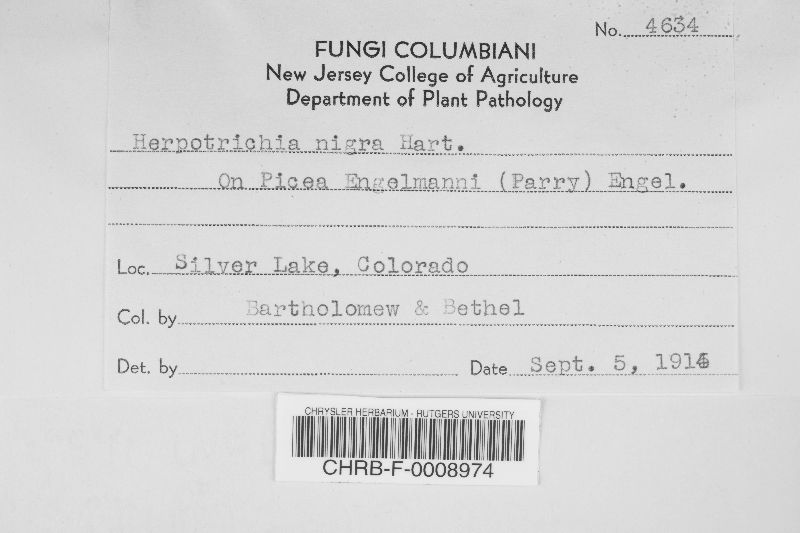 No. 4634
FUNGI COLUMBIANI
New Jersey College of Agriculture
Department of Plant Pathology
Herpotrichia nigra Hart.
On Picea Engelmanni (Parry) Engel.
Loc. Silver Lake, Colorado
Col. by Bartholomew & Bethel
Det. by
Date Sept. 5,
CHRYSLER HERBARIUM - RUTGERS UNIVERSITY
CHRB-F-0008974